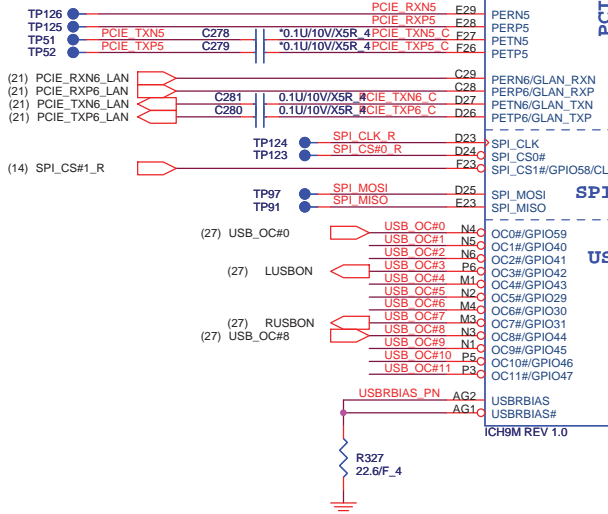 TP126 PCIE_RXN5 E29 PERN5
TP125 PCIE_RXP5 E28 PERP5
TP51 PCIE_TXN5 C278 *0.1U/10V/X5R_4 PCIE_TXN5_C F27 PETN5
TP52 PCIE_TXP5 C279 *0.1U/10V/X5R_4 PCIE_TXP5_C F26 PETP5
(21) PCIE_RXN6_LAN C29 PERN6/GLAN_RXN
(21) PCIE_RXP6_LAN C28 PERP6/GLAN_RXP
(21) PCIE_TXN6_LAN C281 0.1U/10V/X5R_4 PCIE_TXN6_C D27 PETN6/GLAN_TXN
(21) PCIE_TXP6_LAN C280 0.1U/10V/X5R_4 PCIE_TXP6_C D26 PETP6/GLAN_TXP
TP124 SPI_CLK_R D23 SPI_CLK
TP123 SPI_CS#0_R D24 SPI_CS0#
(14) SPI_CS#1_R F23 SPI_CS1#/GPIO58/CL
SPI
TP97 SPI_MOSI D25 SPI_MOSI
TP91 SPI_MISO E23 SPI_MISO
(27) USB_OC#0 USB_OC#0 N4 OC0#/GPIO59
USB_OC#1 N5 OC1#/GPIO40
USB_OC#2 N6 OC2#/GPIO41
US
(27) LUSBON USB_OC#3 P6 OC3#/GPIO42
USB_OC#4 M1 OC4#/GPIO43
USB_OC#5 N2 OC5#/GPIO29
USB_OC#6 M4 OC6#/GPIO30
(27) RUSBON USB_OC#7 M3 OC7#/GPIO31
(27) USB_OC#8 USB_OC#8 N3 OC8#/GPIO44
USB_OC#9 N1 OC9#/GPIO45
USB_OC#10 P5 OC10#/GPIO46
USB_OC#11 P3 OC11#/GPIO47
USBRBIAS_PN AG2 USBRBIAS
AG1 USBRBIAS#
ICH9M REV 1.0
R327
22.6/F_4